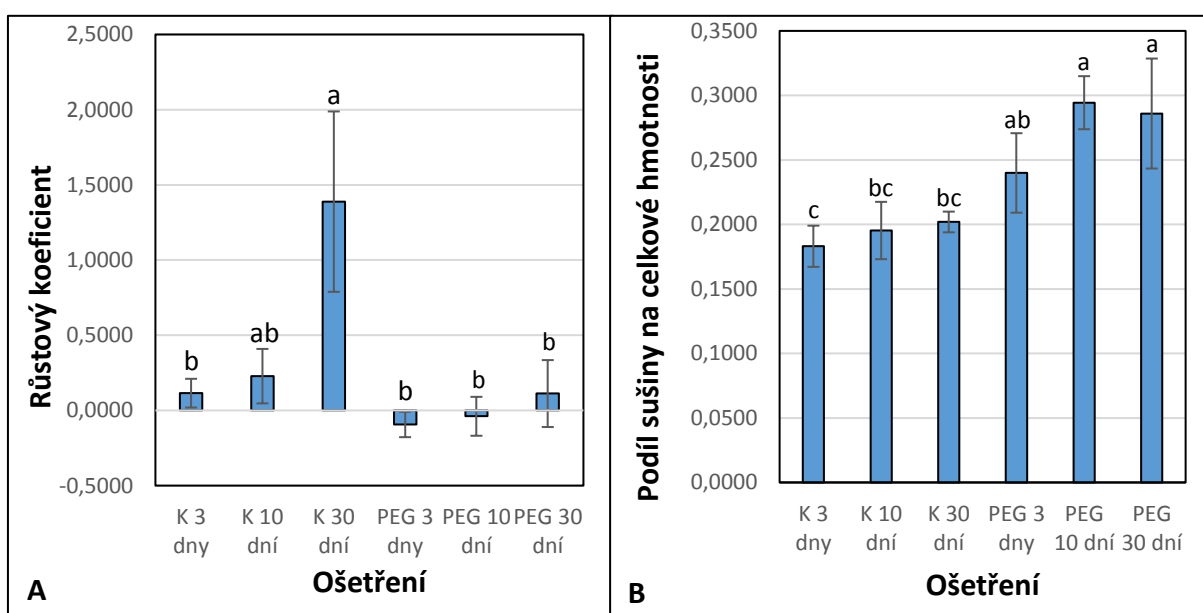 Růstový koeficient
2,5000
2,0000
1,5000
1,0000
0,5000
0,0000
-0,5000
b
ab
a
b
b
b
K 3 dny
K 10 dní
K 30 dní
PEG 3 dny
PEG 10 dní
PEG 30 dní
Ošetření
A
Podíl sušiny na celkové hmotnosti
0,3500
0,3000
0,2500
0,2000
0,1500
0,1000
0,0500
0,0000
c
bc
bc
ab
a
a
K 3
dny
K 10
dní
K 30
dní
PEG 3
dny
PEG
10 dní
PEG
30 dní
Ošetření
B